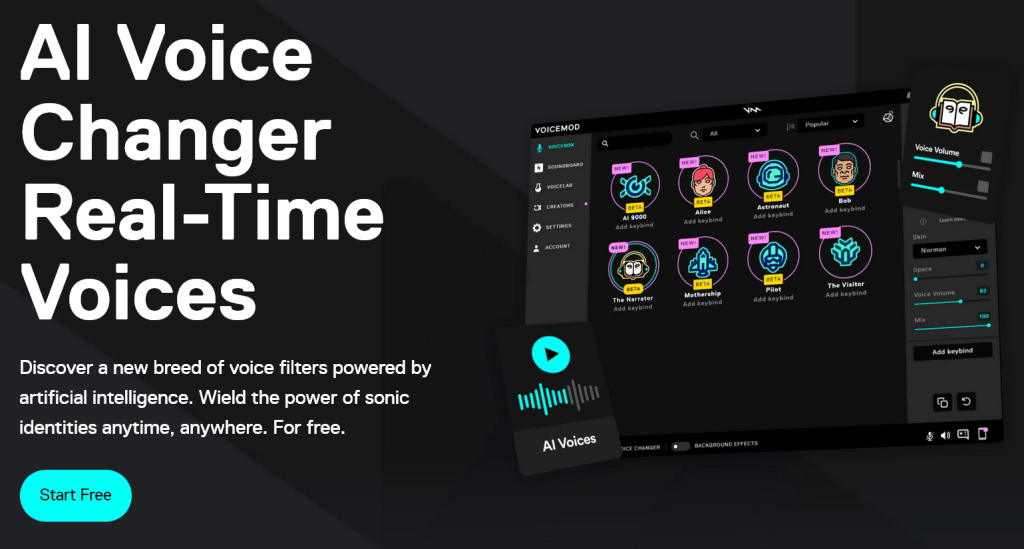 AI Voice
Changer
Real-Time
Voices
Discover a new breed of voice filters powered by
artificial intelligence. Wield the power of sonic
identities anytime, anywhere. For free.
Start Free
VOICEMOD
VOICEBOX
SOUNDBOARD
VOICELAB
CREATORS
SETTINGS
ACCOUNT
All
Popular
NEW!
BETA
AI 9000
Add keybind
NEW!
BETA
Alice
Add keybind
NEW!
BETA
Astronaut
Add keybind
NEW!
BETA
Bob
Add keybind
NEW!
BETA
The Narrator
Add keybind
NEW!
BETA
Mothership
Add keybind
NEW!
BETA
Pilot
Add keybind
NEW!
The Visitor
Add keybind
Voice Volume
Mix
Learn
Skin
Norman
Space
0
Voice Volume
62
Mix
100
Add keybind
AI Voices
VOICE CHANGER
BACKGROUND EFFECTS